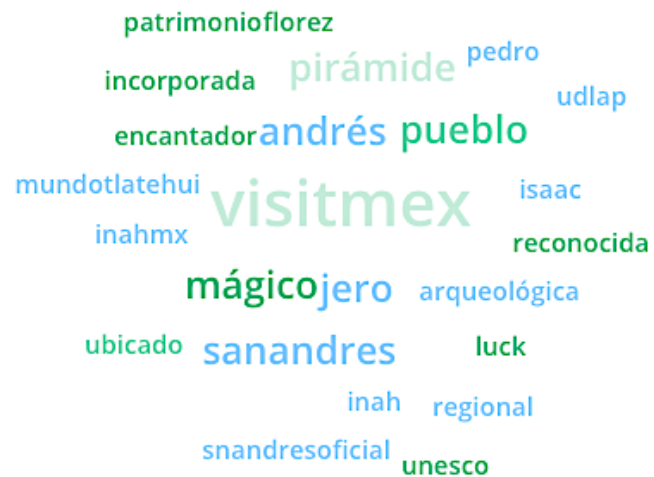 patrimonioflorez
pirámide pedro
incorporada
udlap
encantador andrés pueblo
mundotlatehui visitmex isaac
inahmx
reconocida
mágico jero arqueológica
ubicado sanandres luck
inah regional
snandresoficial unesco